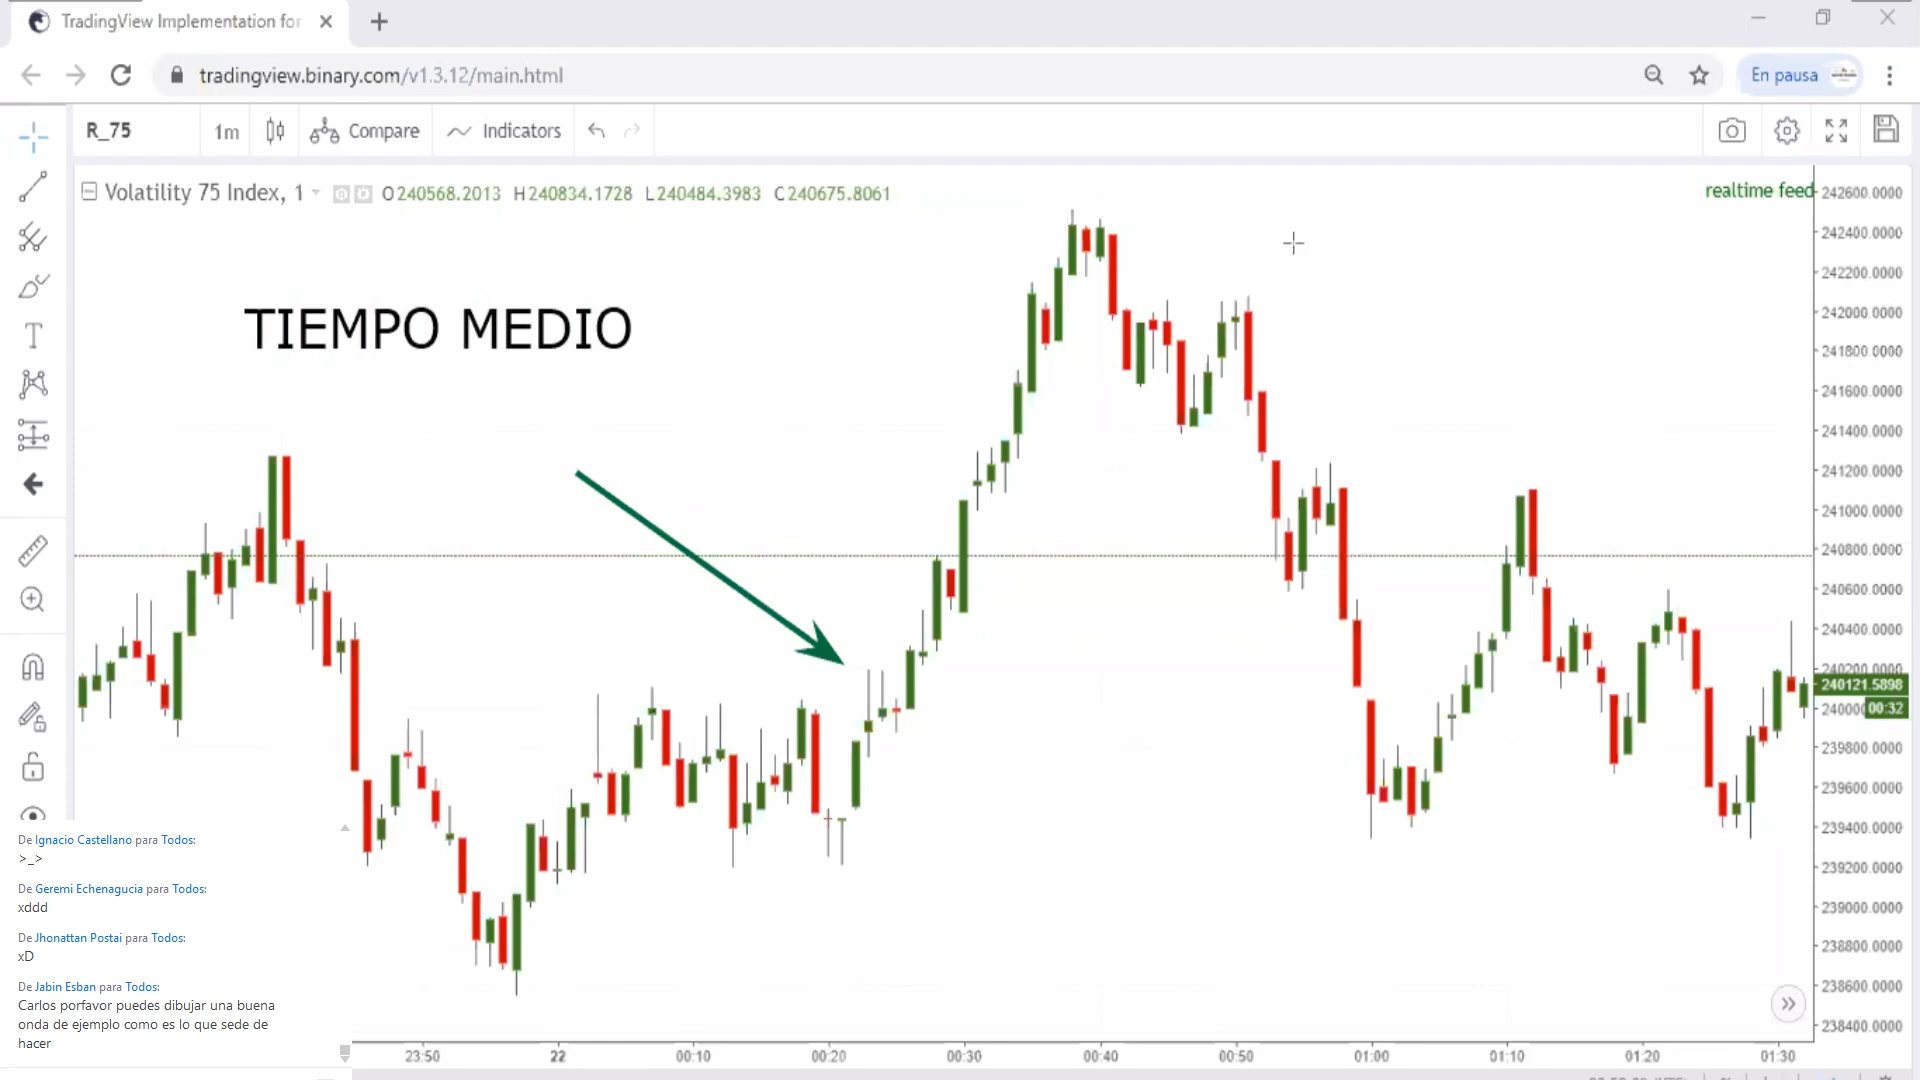 TradingView Implementation for
tradingview.binary.com/v1.3.12/main.html
En pausa
R_75
1m
Compare
Indicators
Volatility 75 Index, 1
O240568.2013 H240834.1728 L240484.3983 C240675.8061
realtime feed
TIEMPO MEDIO
242600.0000
242400.0000
242200.0000
242000.0000
241800.0000
241600.0000
241400.0000
241200.0000
241000.0000
240800.0000
240600.0000
240400.0000
240200.0000
240121.5898
240000
00:32
239800.0000
239600.0000
239400.0000
239200.0000
239000.0000
238800.0000
238600.0000
238400.0000
De Ignacio Castellano para Todos:
>_>
De Geremi Echenagucia para Todos:
xddd
De Jhonattan Postai para Todos:
xD
De Jabin Esban para Todos:
Carlos porfavor puedes dibujar una buena
onda de ejemplo como es lo que sede de
hacer
23:50 22 00:10 00:20 00:30 00:40 00:50 01:00 01:10 01:20 01:30